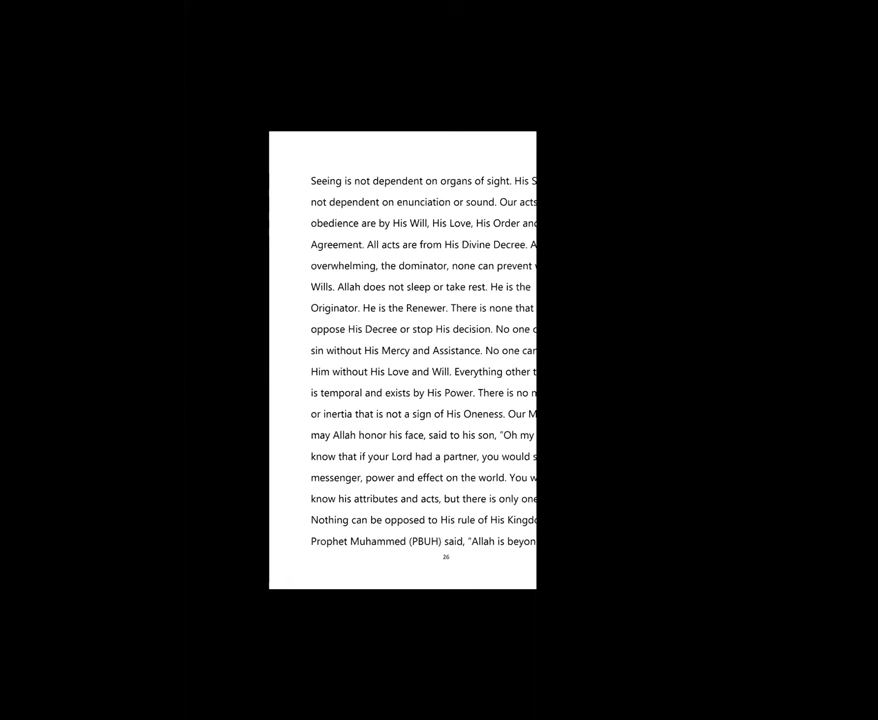 Seeing is not dependent on organs of sight. His
not dependent on enunciation or sound. Our acts
obedience are by His Will, His Love, His Order and
Agreement. All acts are from His Divine Decree.
overwhelming, the dominator, none can prevent
Wills. Allah does not sleep or take rest. He is the
Originator. He is the Renewer. There is none that
oppose His Decree or stop His decision. No one
sin without His Mercy and Assistance. No one can
Him without His Love and Will. Everything other
is temporal and exists by His Power. There is no
or inertia that is not a sign of His Oneness. Our
may Allah honor his face, said to his son, "Oh my
know that if your Lord had a partner, you would
messenger, power and effect on the world. You
know his attributes and acts, but there is only one
Nothing can be opposed to His rule of His
Prophet Muhammed (PBUH) said, "Allah is
26